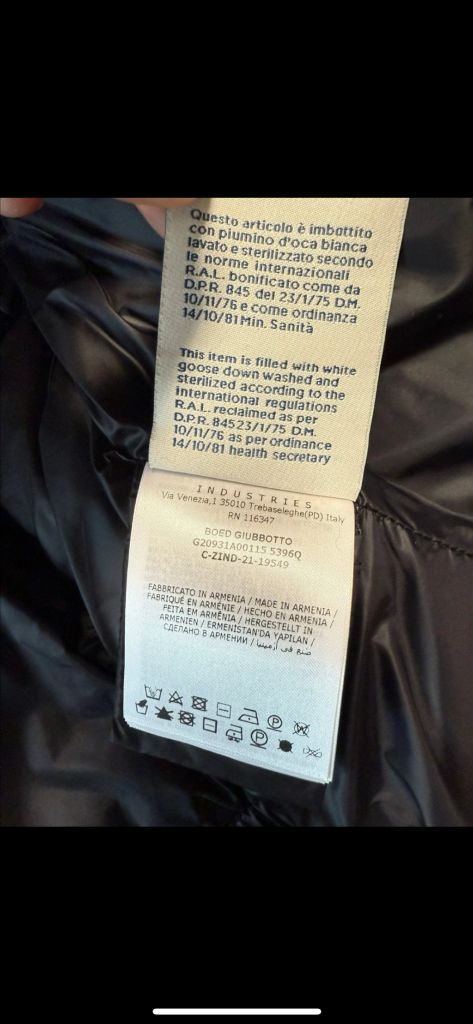 Questo articolo è imbottito
con piumino d'oca bianca
lavato e sterilizzato secondo
le norme internazionali
R.A.L. bonificato come da
D.P.R. 845 del 23/1/75 D.M.
10/11/76 e come ordinanza
14/10/81 Min. Sanità
This item is filled with white
goose down washed and
sterilized according to the
international regulations
R.A.L. reclaimed as per
D.P.R. 84523/1/75 D.M.
10/11/76 as per ordinance
14/10/81 health secretary
INDUSTRIES
Via Venezia,1 35010 Trebaseleghe(PD) Italy
RN 116347
BOED GIUBBOTTO
G20931A00115 5396Q
C-ZIND-21-19549
FABBRICATO IN ARMENIA / MADE IN ARMENIA /
FABRIQUÉ EN ARMÉNIE / HECHO EN ARMENIA /
FEITA EM ARMÊNIA / HERGESTELLT IN
ARMENIEN / ERMENISTAN'DA YAPILAN /
СДЕЛАНО В АРМЕНИИ / صنع في أرمينيا